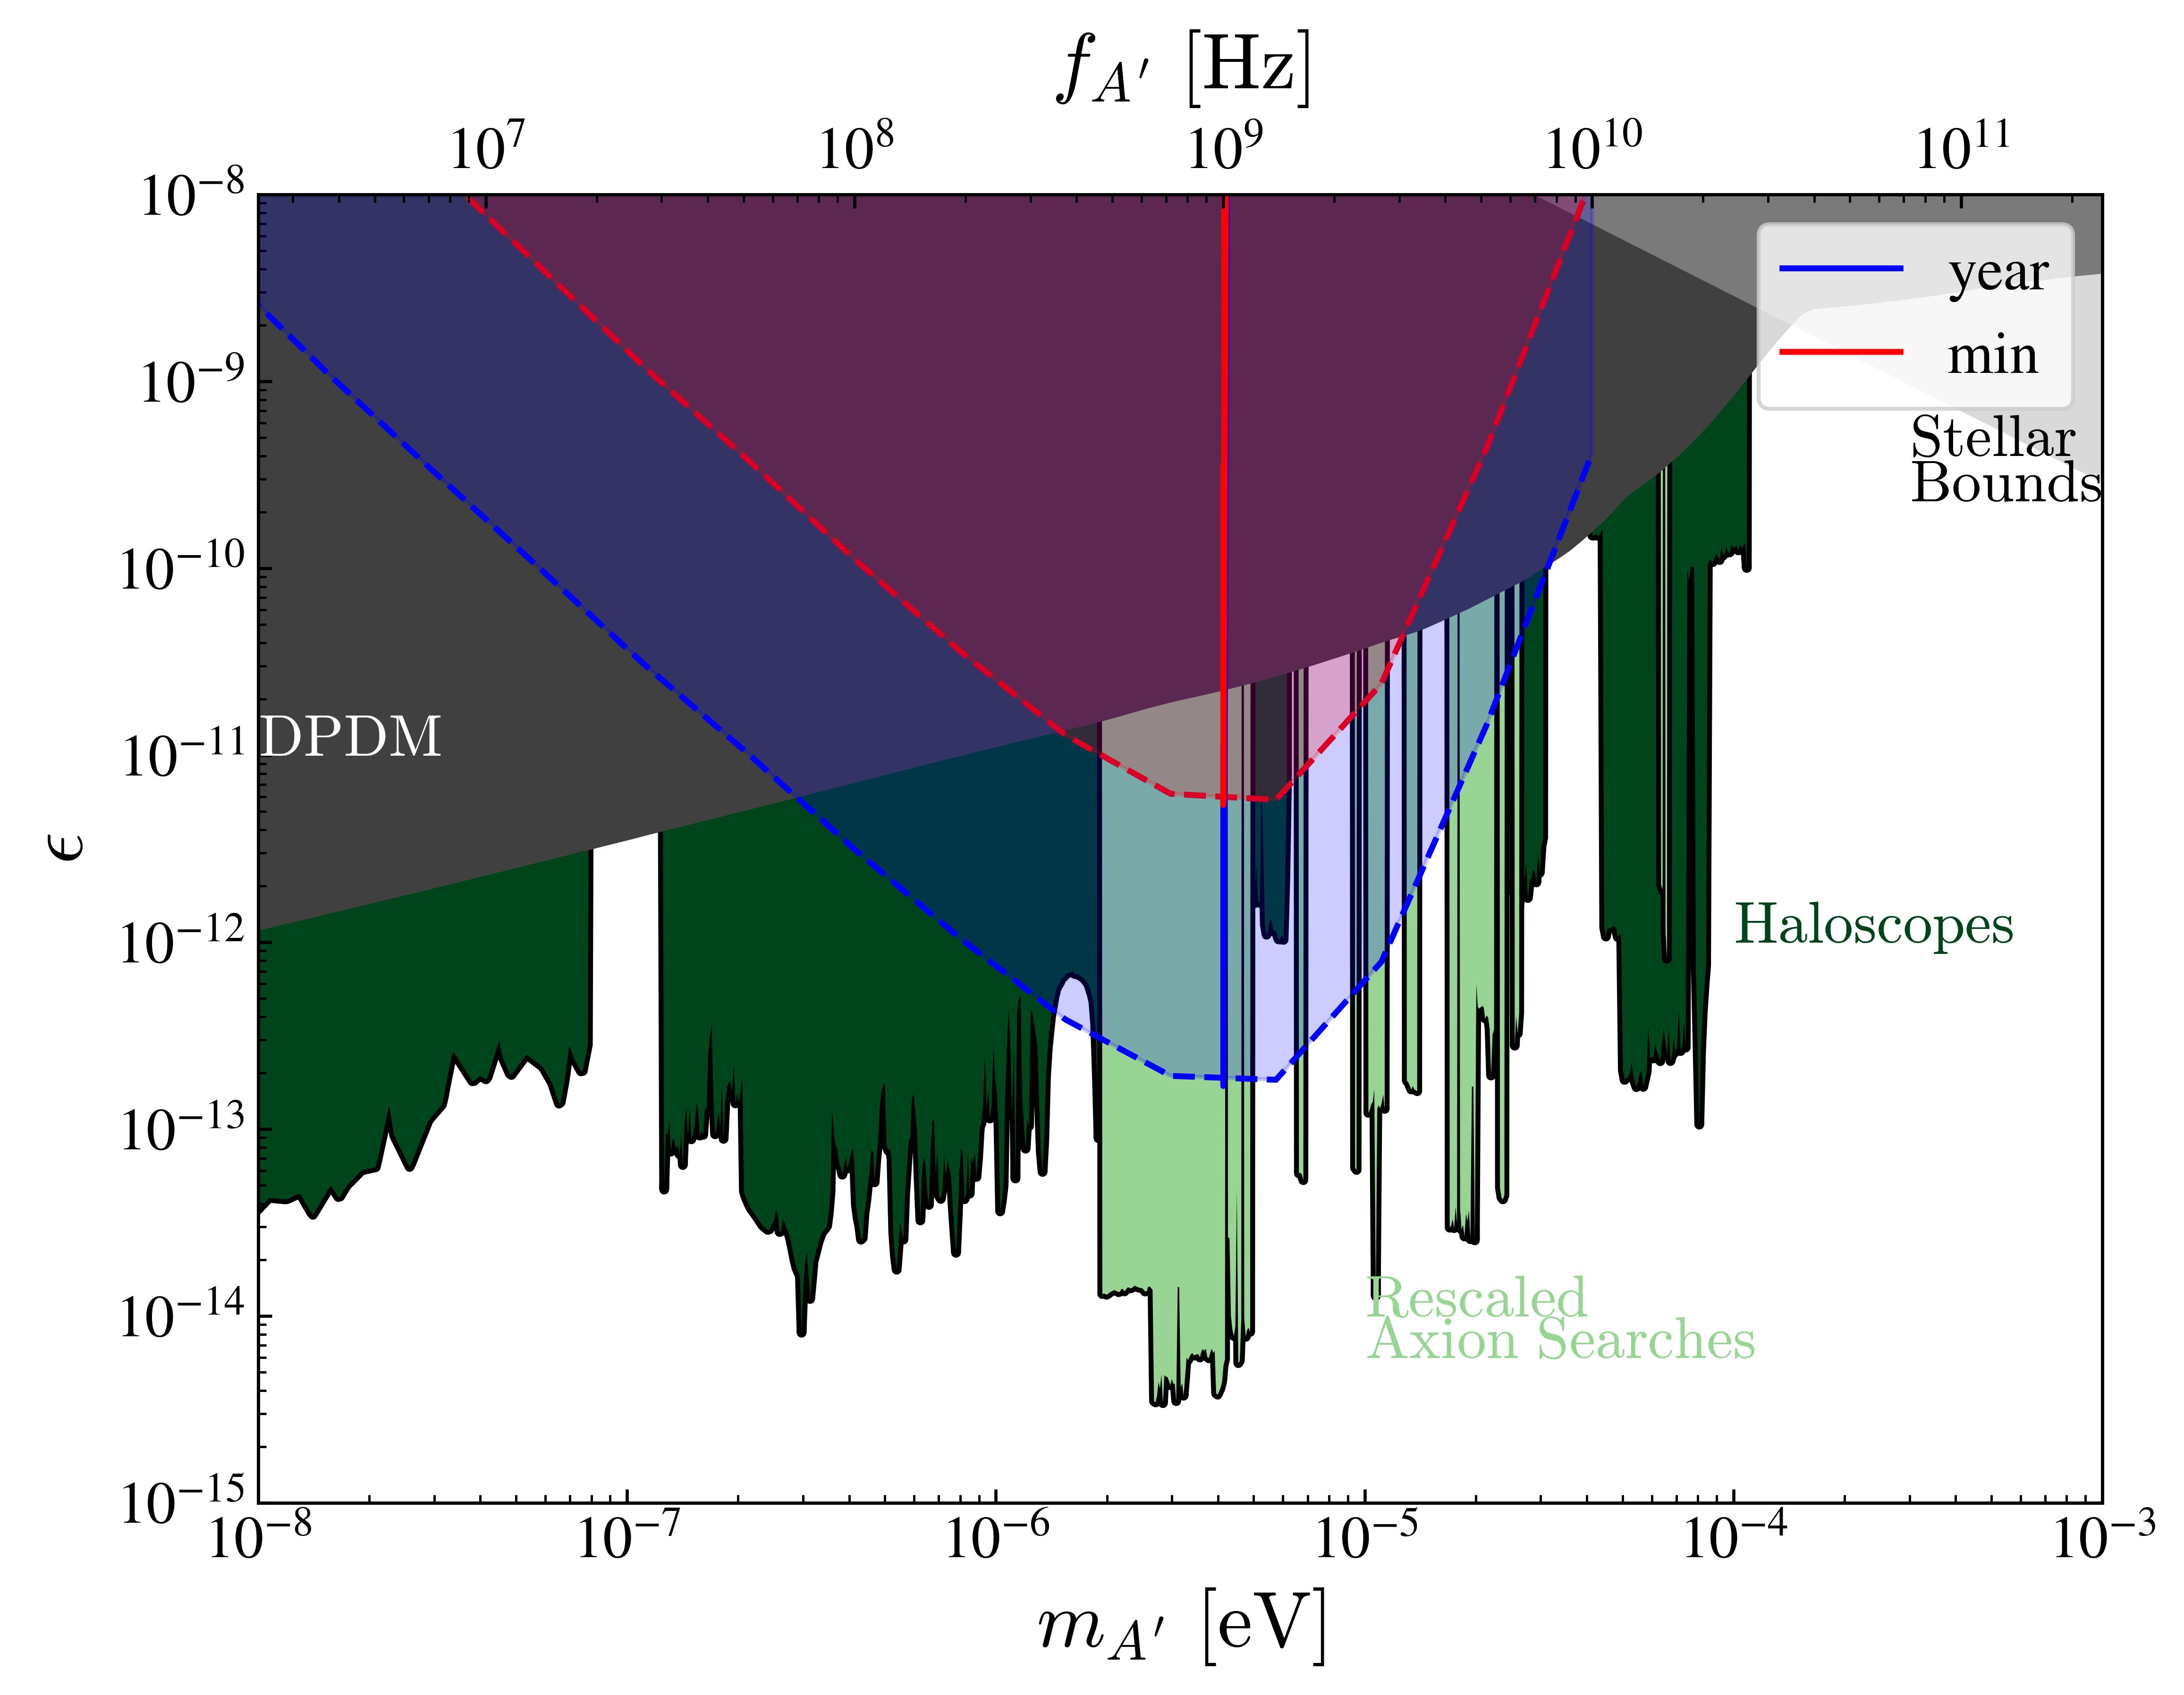 f_{A'} [Hz]
10^7 10^8 10^9 10^{10} 10^{11}
10^{-8}
year
10^{-9}
min
Stellar
Bounds
10^{-10}
DPDM
10^{-11}
ϵ
10^{-12}
Haloscopes
10^{-13}
10^{-14}
Rescaled
Axion Searches
10^{-15}
10^{-8} 10^{-7} 10^{-6} 10^{-5} 10^{-4} 10^{-3}
m_{A'} [eV]